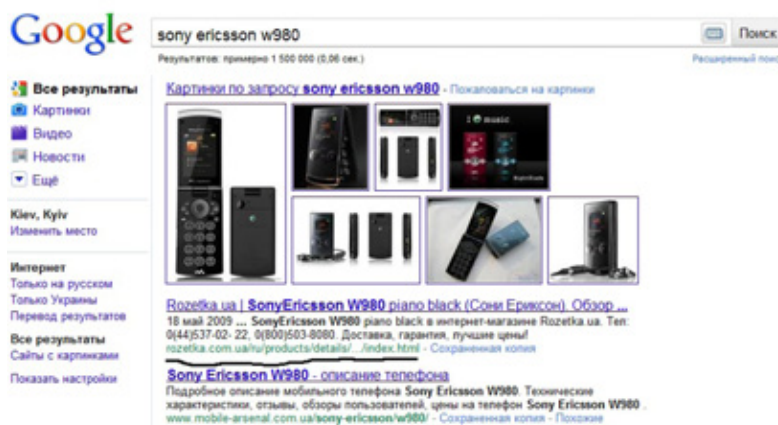 Google
sony ericsson w980
Поиск
Результатов: примерно 1 500 000 (0,06 сек.)
Расширенный поис
Все результаты
Картинки
Видео
Новости
Ещё
Kiev, Kyiv
Изменить место
Интернет
Только на русском
Только Украины
Перевод результатов
Все результаты
Сайты с картинками
Показать настройки
Картинки по запросу sony ericsson w980 - Пожаловаться на картинки
I music
Rozetka.ua | SonyEricsson W980 piano black (Сони Ериксон). Обзор ...
18 май 2009 ... SonyEricsson W980 piano black в интернет-магазине Rozetka.ua. Тел:
0(44)537-02- 22, 0(800)503-8080. Доставка, гарантия, лучшие цены!
rozetka.com.ua/ru/products/details/.../index.html - Сохраненная копия
Sony Ericsson W980 - описание телефона
Подробное описание мобильного телефона Sony Ericsson W980. Технические
характеристики, отзывы, обзоры пользователей, цены на телефон Sony Ericsson W980 .
www.mobile-arsenal.com.ua/sony-ericsson/w980/ - Сохраненная копия - Похожие